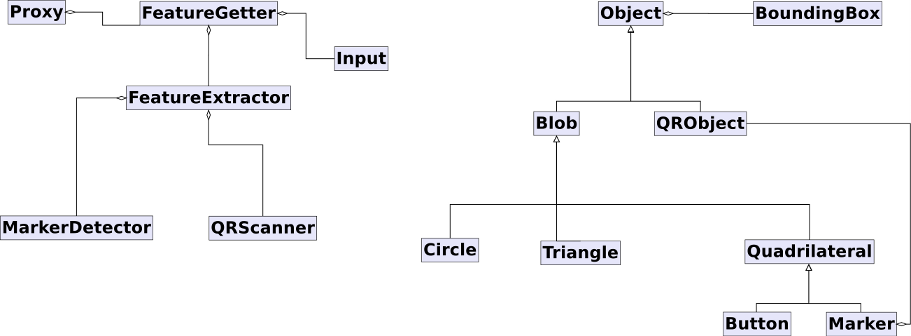 Proxy
FeatureGetter
Input
FeatureExtractor
MarkerDetector
QRScanner
Object
BoundingBox
Blob
QRObject
Circle
Triangle
Quadrilateral
Button
Marker